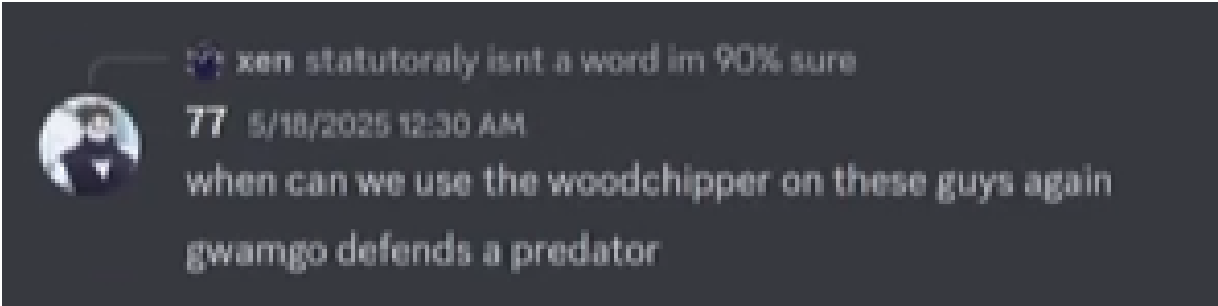 xen statutoraly isnt a word im 90% sure
77 5/18/2025 12:30 AM
when can we use the woodchipper on these guys again
gwamgo defends a predator